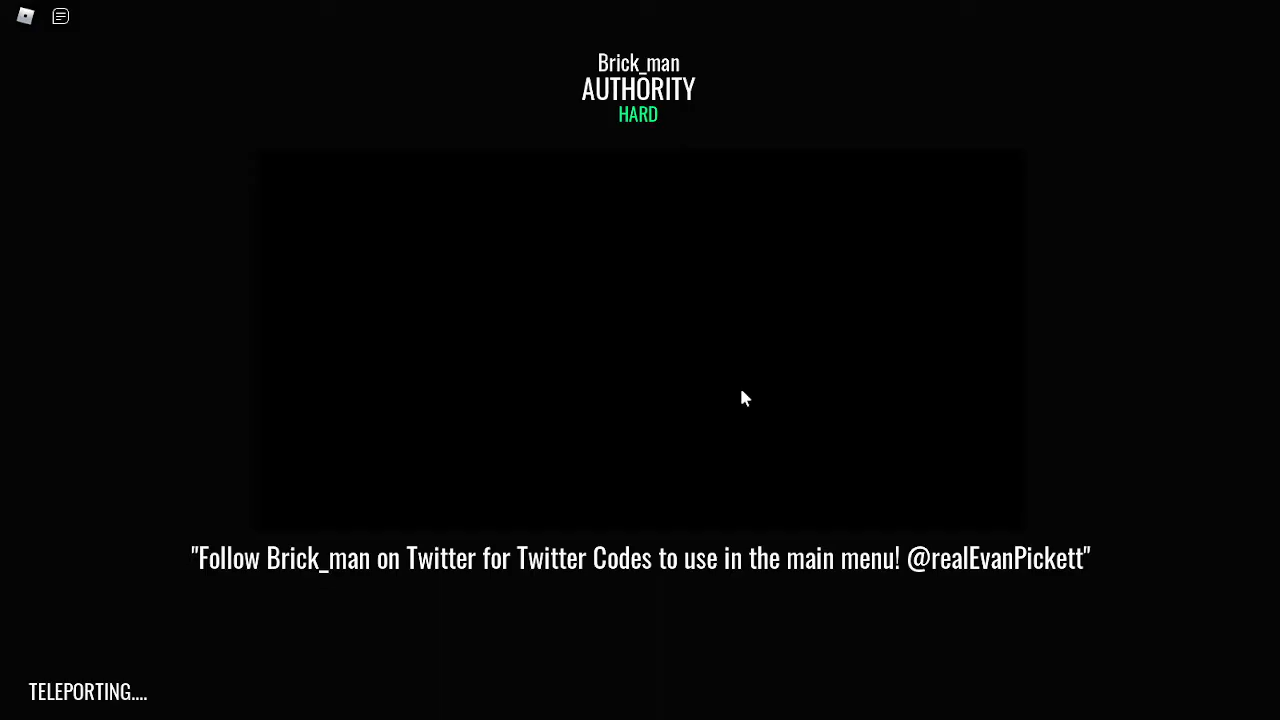 Brick_man
AUTHORITY
HARD
"Follow Brick_man on Twitter for Twitter Codes to use in the main menu! @realEvanPickett"
TELEPORTING....